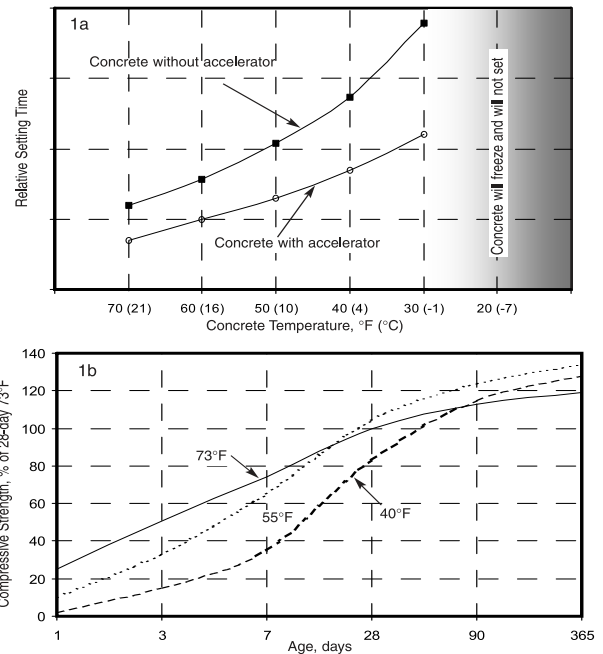 1a
Concrete without accelerator
Relative Setting Time
Concrete with accelerator
Concrete will freeze and will not set
70 (21) 60 (16) 50 (10) 40 (4) 30 (-1) 20 (-7)
Concrete Temperature, °F (°C)
1b
Compressive Strength, % of 28-day 73°F
140
120
100
80
60
40
20
0
73°F
55°F
40°F
1 3 7 28 90 365
Age, days